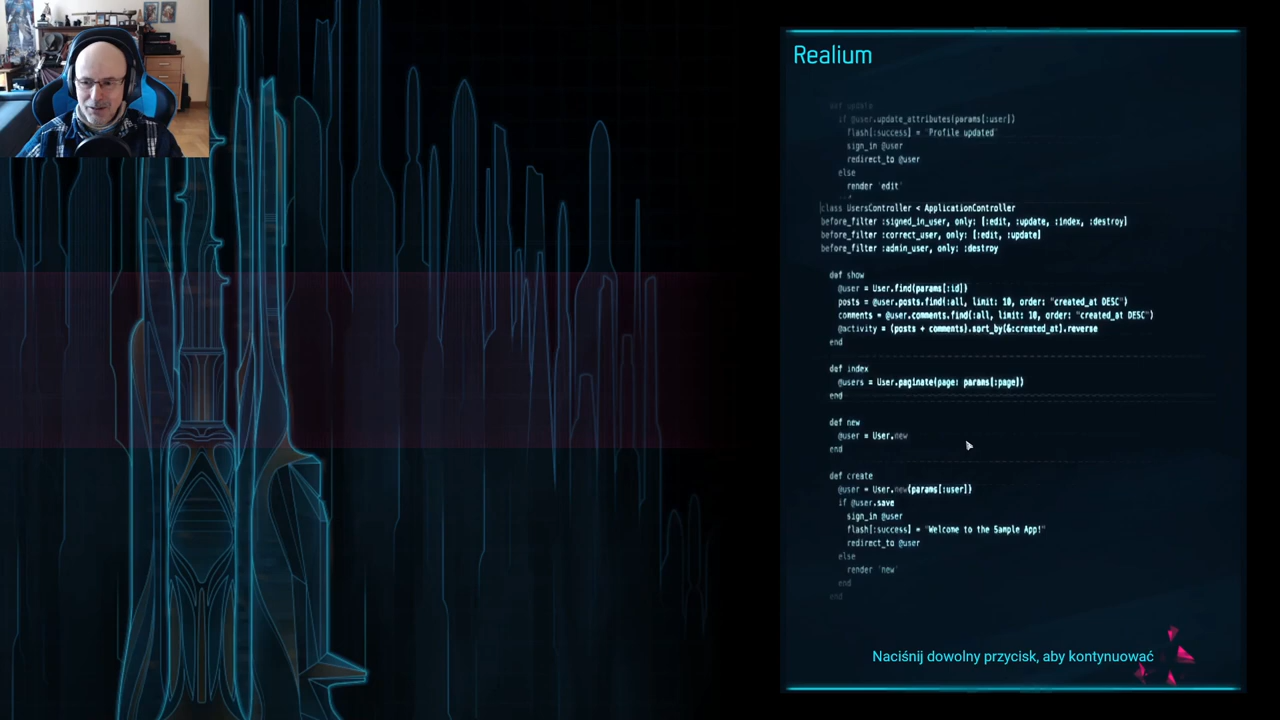 Realium
def update
if @user.update_attributes(params[:user])
flash[:success] = "Profile updated"
sign_in @user
redirect_to @user
else
render 'edit'
class UsersController < ApplicationController
before_filter :signed_in_user, only: [:edit, :update, :index, :destroy]
before_filter :correct_user, only: [:edit, :update]
before_filter :admin_user, only: :destroy
def show
@user = User.find(params[:id])
posts = @user.posts.find(:all, limit: 10, order: "created_at DESC")
comments = @user.comments.find(:all, limit: 10, order: "created_at DESC")
@activity = (posts + comments).sort_by(&:created_at).reverse
end
def index
@users = User.paginate(page: params[:page])
end
def new
@user = User.new
end
def create
@user = User.new(params[:user])
if @user.save
sign_in @user
flash[:success] = "Welcome to the Sample App!"
redirect_to @user
else
render 'new'
end
end
Naciśnij dowolny przycisk, aby kontynuować